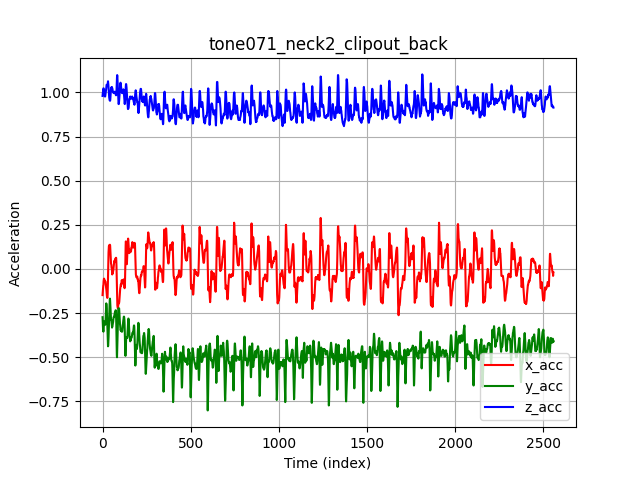 tone071_neck2_clipout_back
Acceleration
1.00
0.75
0.50
0.25
0.00
−0.25
−0.50
−0.75
0
500
1000
1500
2000
2500
Time (index)
x_acc
y_acc
z_acc